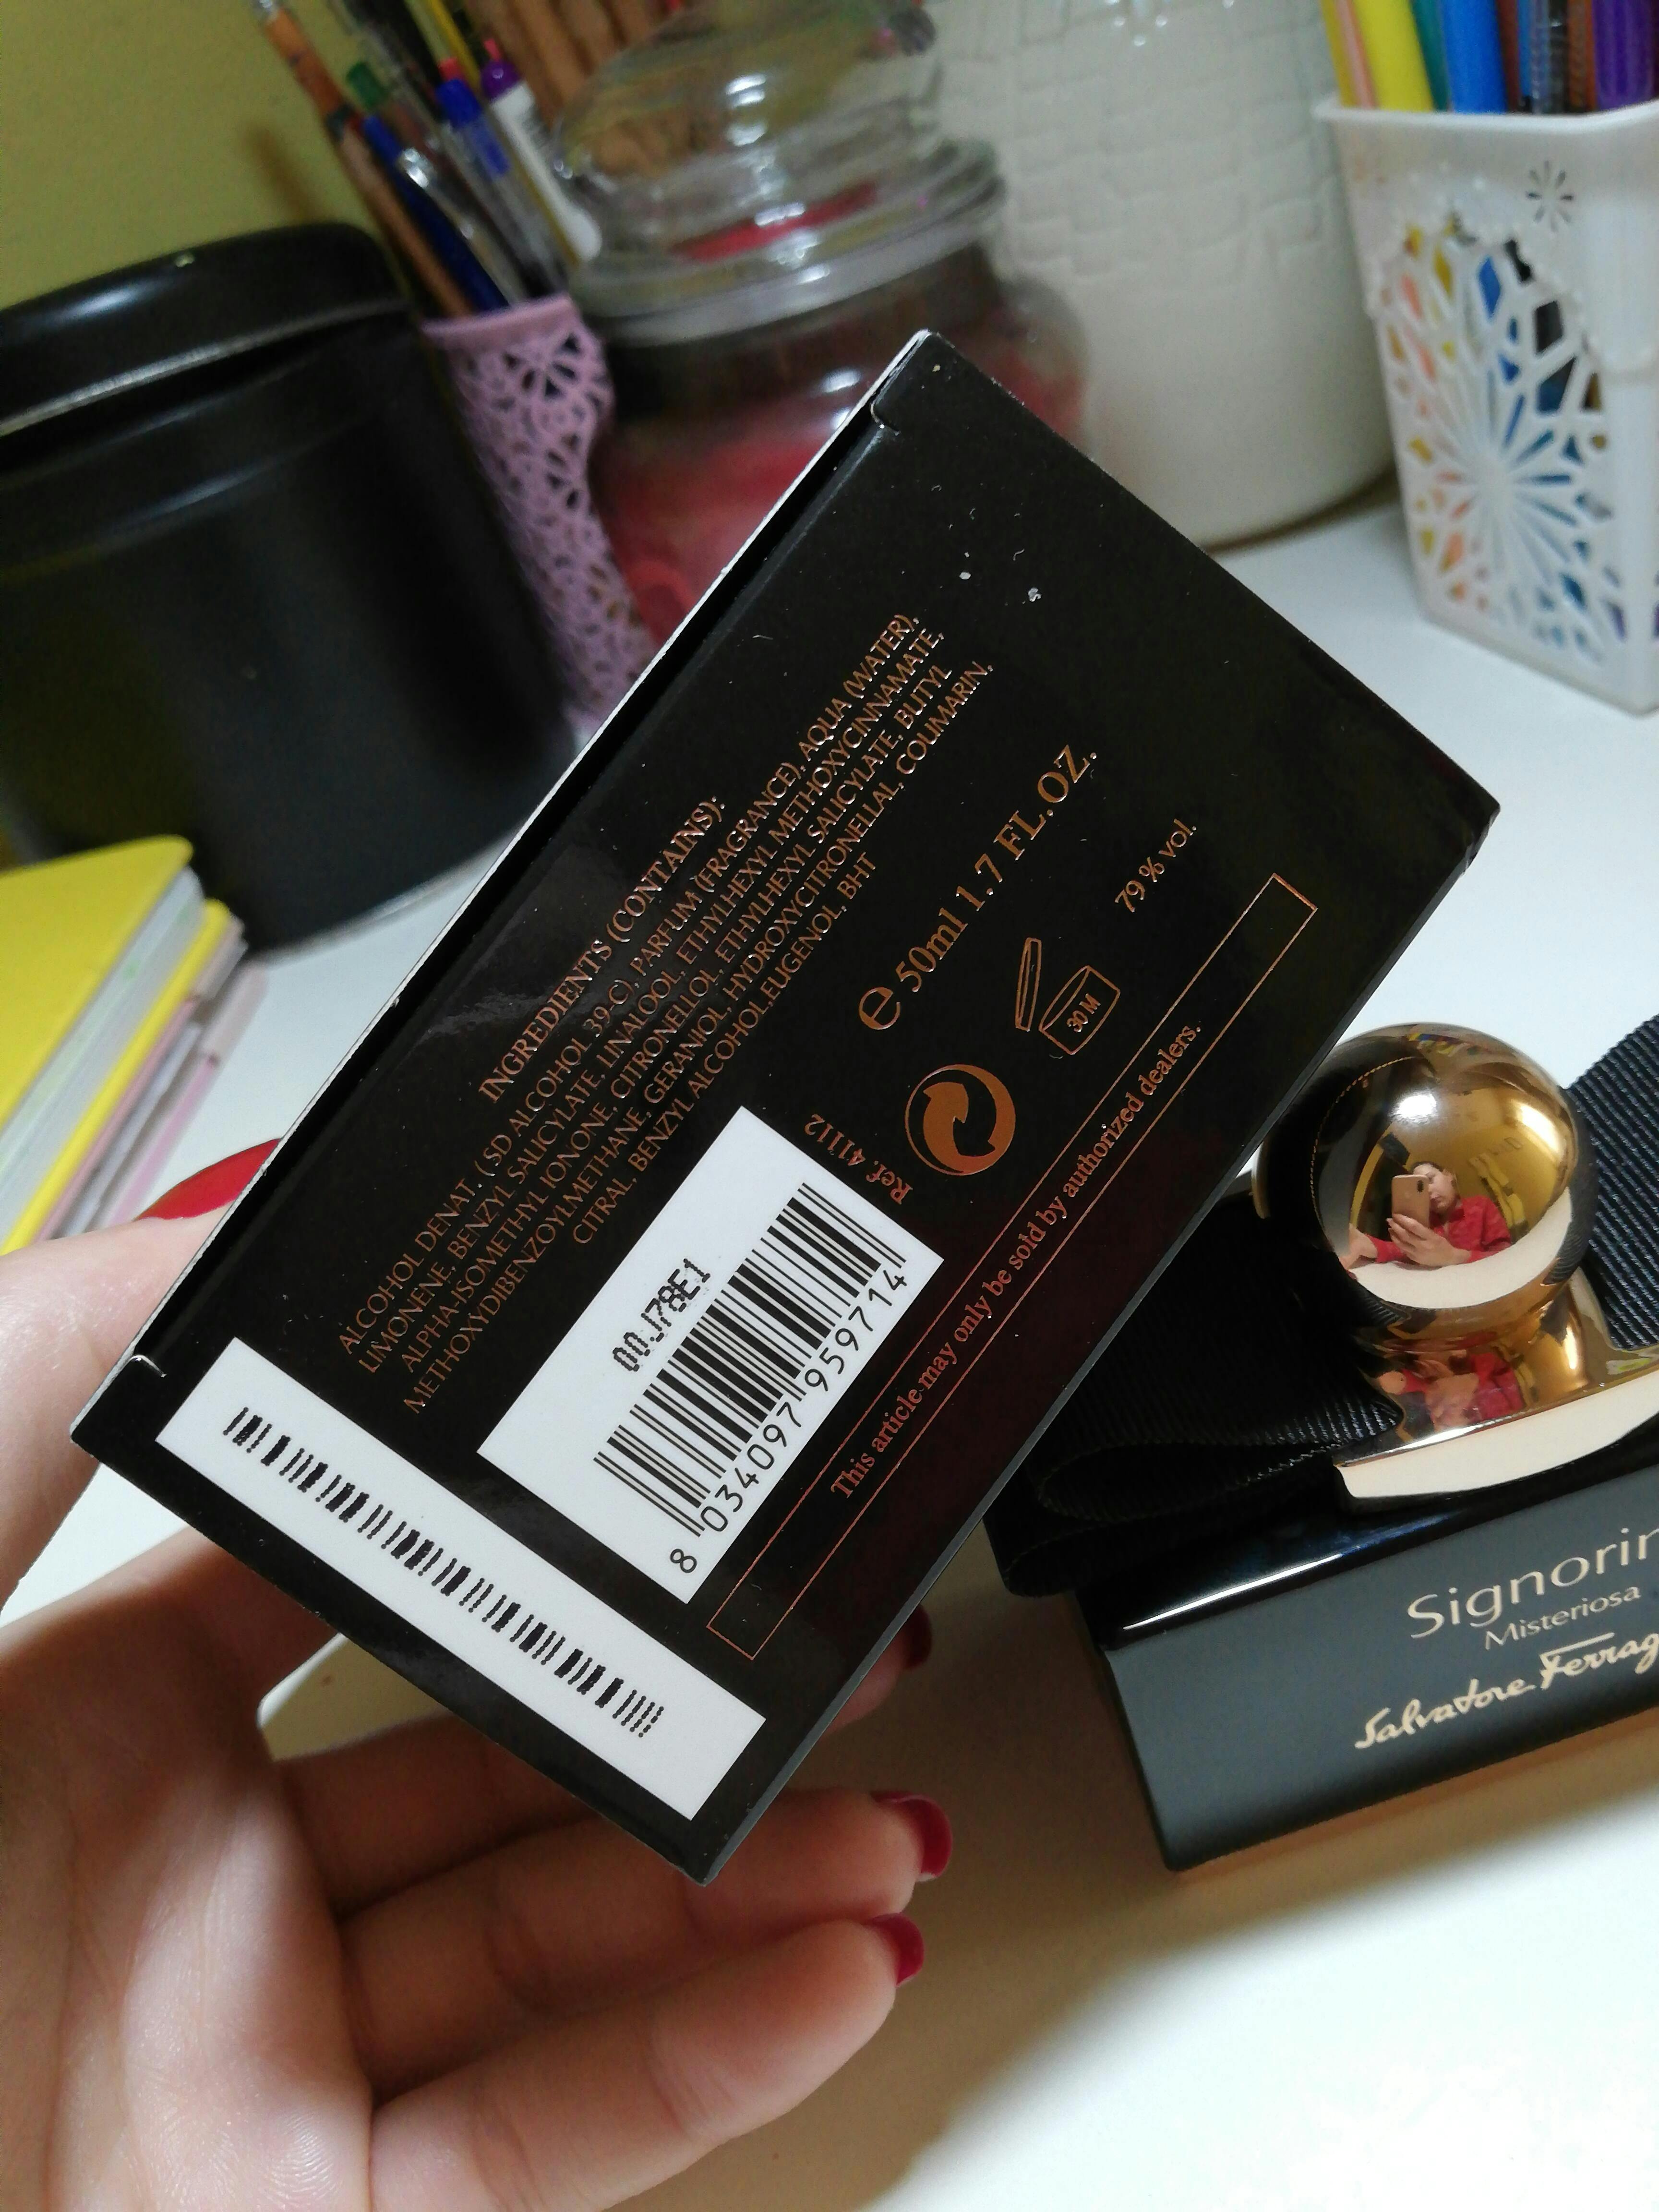 INGREDIENTS (CONTAINS):
ALCOHOL DENAT. ( SD ALCOHOL 39-C), PARFUM (FRAGRANCE), AQUA (WATER),
LIMONENE, BENZYL SALICYLATE, LINALOOL, ETHYLHEXYL METHOXYCINNAMATE,
ALPHA-ISOMETHYL IONONE, CITRONELLOL, ETHYLHEXYL SALICYLATE, BUTYL
METHOXYDIBENZOYLMETHANE, GERANIOL, HYDROXYCITRONELLAL, COUMARIN,
CITRAL, BENZYL ALCOHOL,EUGENOL, BHT
00J78E1
8 034097 959714
Ref. 41112
e 50ml 1.7 FL.OZ.
30 M
79 % vol.
This article may only be sold by authorized dealers.
Signorin
Misteriosa
Salvatore Ferrag